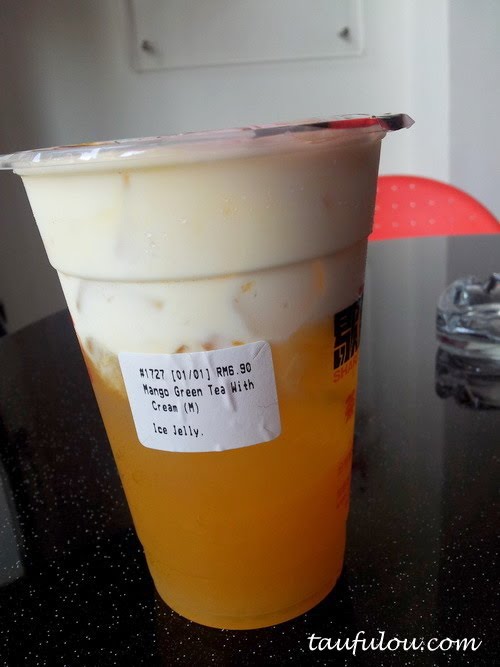 #1727 [01/01] RM6.90
Mango Green Tea With
Cream (M)
Ice Jelly.
taufulou.com